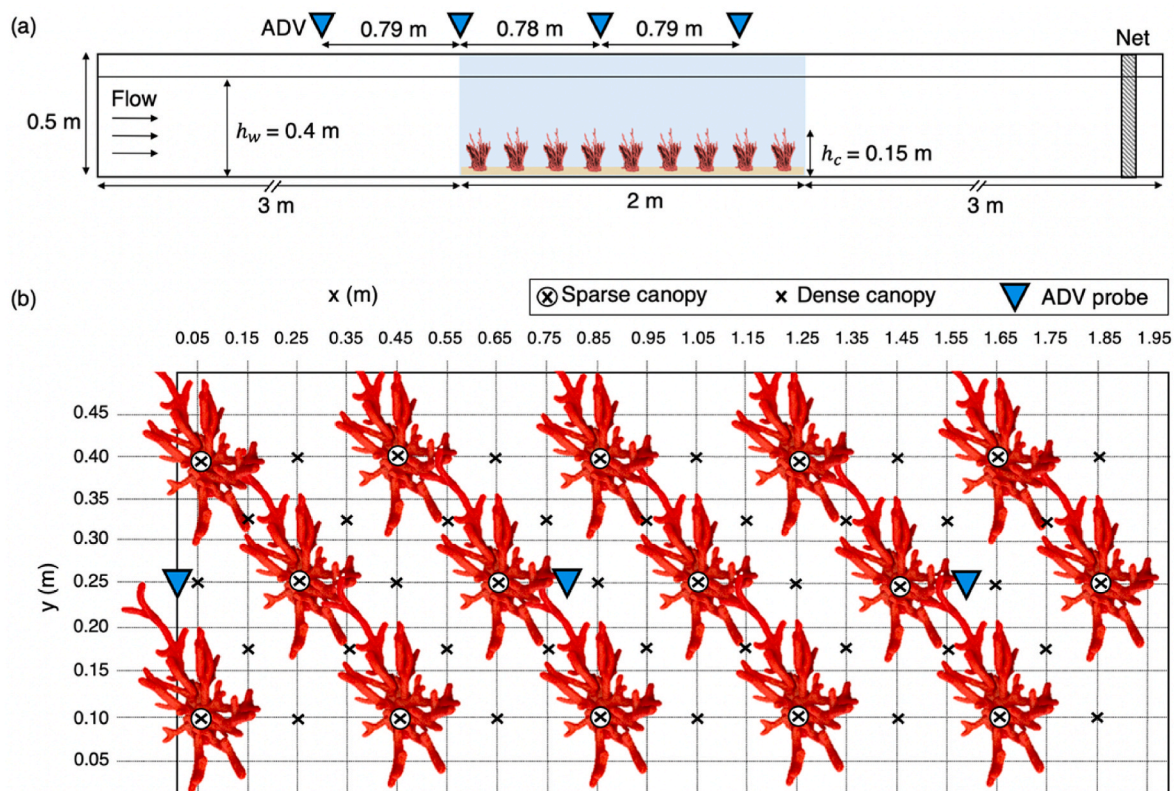 (a)
ADV
0.79 m
0.78 m
0.79 m
Net
0.5 m
Flow
h_w = 0.4 m
h_c = 0.15 m
3 m
2 m
3 m
(b)
x (m)
Sparse canopy
Dense canopy
ADV probe
0.05 0.15 0.25 0.35 0.45 0.55 0.65 0.75 0.85 0.95 1.05 1.15 1.25 1.35 1.45 1.55 1.65 1.75 1.85 1.95
y (m)
0.45
0.40
0.35
0.30
0.25
0.20
0.15
0.10
0.05